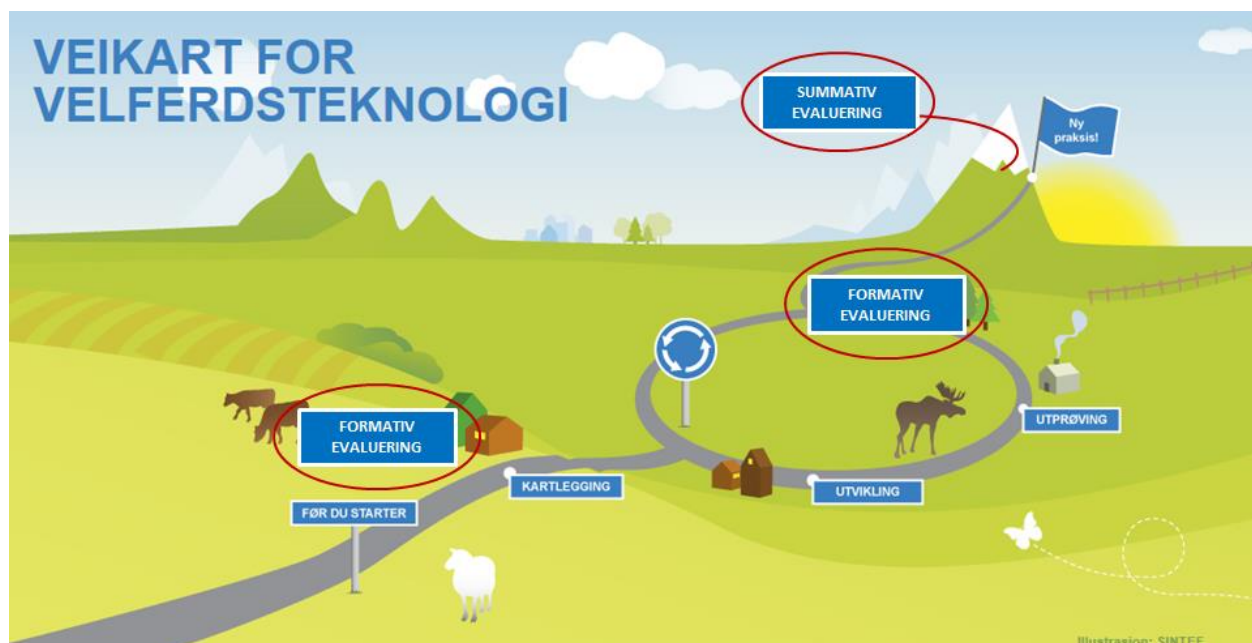 VEIKART FOR
VELFERDSTEKNOLOGI
SUMMATIV
EVALUERING
Ny
praksis!
FORMATIV
EVALUERING
FORMATIV
EVALUERING
UTPRØVING
KARTLEGGING
UTVIKLING
FØR DU STARTER
Illustrasjon: SINTEF